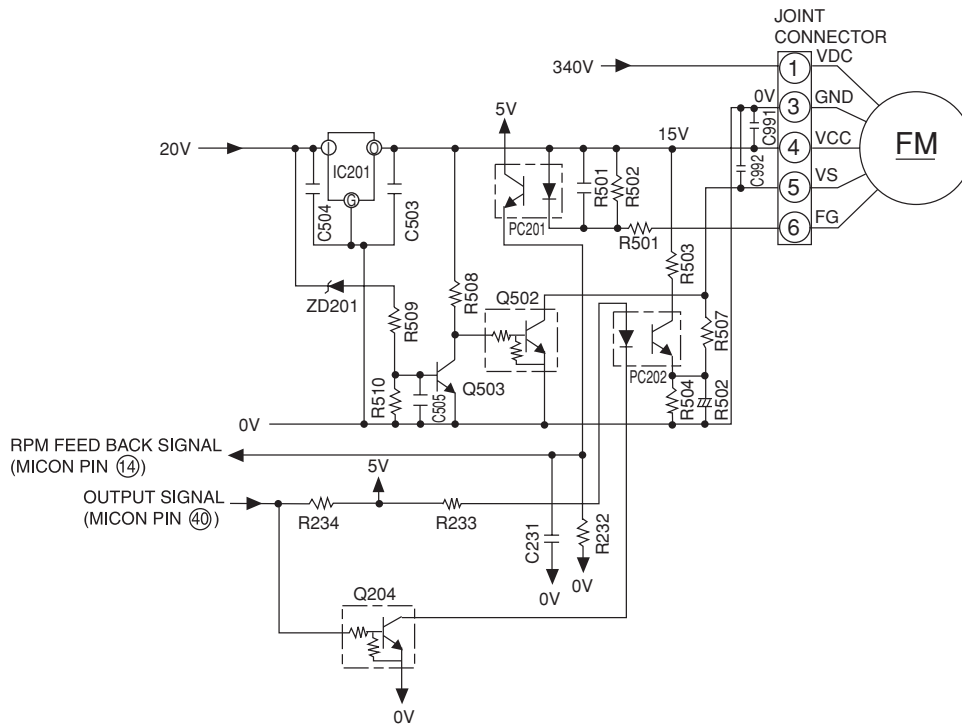 JOINT
CONNECTOR
340V
1
VDC
5V
0V
3
GND
C991
20V
I
O
IC201
15V
4
VCC
FM
C992
5
VS
G
C504
C503
PC201
R501
R502
R501
6
FG
ZD201
R508
R503
R509
Q502
R507
PC202
R510
C505
Q503
R504
R502
0V
RPM FEED BACK SIGNAL
(MICON PIN 14)
5V
OUTPUT SIGNAL
(MICON PIN 40)
R234
R233
C231
R232
0V
0V
Q204
0V